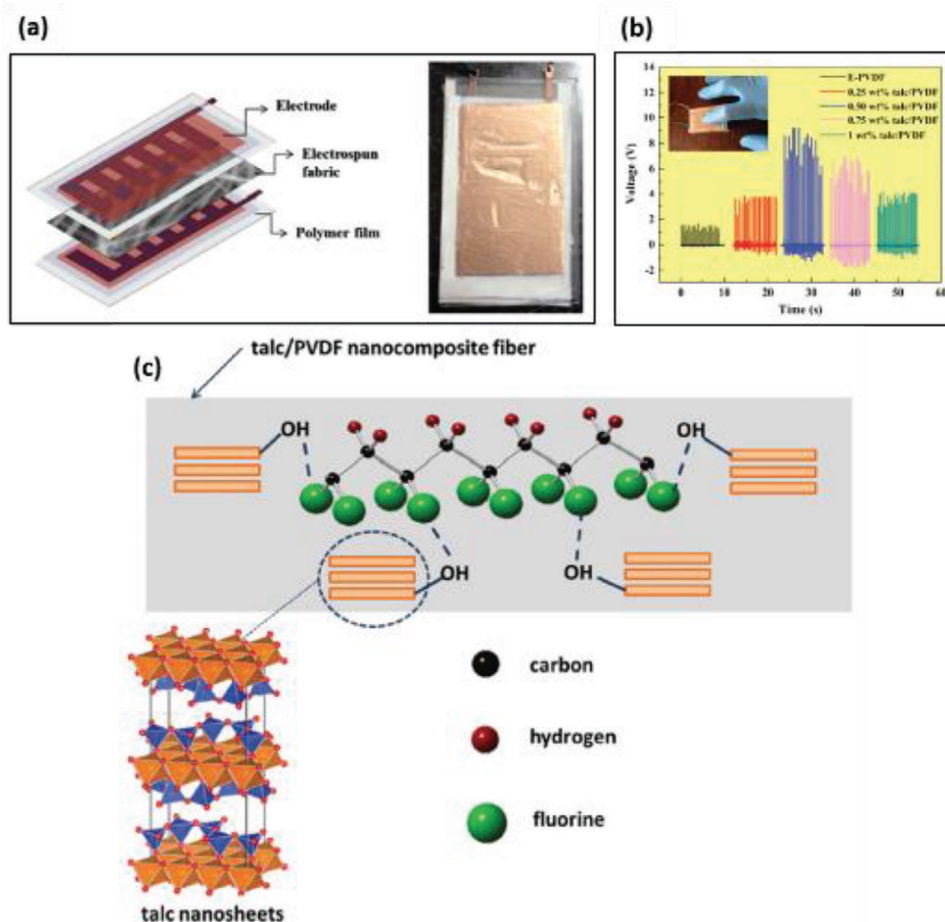 (a)
Electrode
Electrospun
fabric
Polymer film
(b)
14
12
10
8
6
4
2
0
-2
Voltage (V)
E-PVDF
0.25 wt% talc/PVDF
0.50 wt% talc/PVDF
0.75 wt% talc/PVDF
1 wt% talc/PVDF
0
10
20
30
40
50
60
Time (s)
talc/PVDF nanocomposite fiber
(c)
OH
OH
OH
OH
carbon
hydrogen
fluorine
talc nanosheets